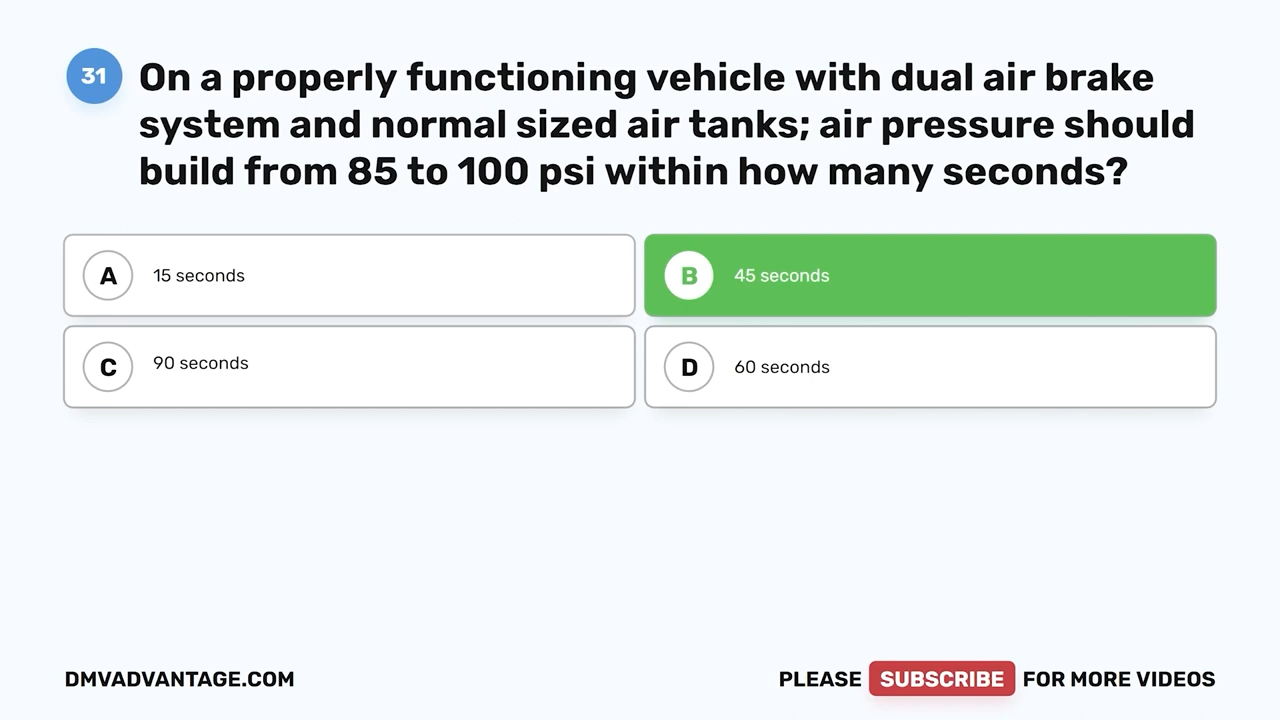 31
On a properly functioning vehicle with dual air brake
system and normal sized air tanks; air pressure should
build from 85 to 100 psi within how many seconds?
A 15 seconds
B 45 seconds
C 90 seconds
D 60 seconds
DMVADVANTAGE.COM
PLEASE SUBSCRIBE FOR MORE VIDEOS